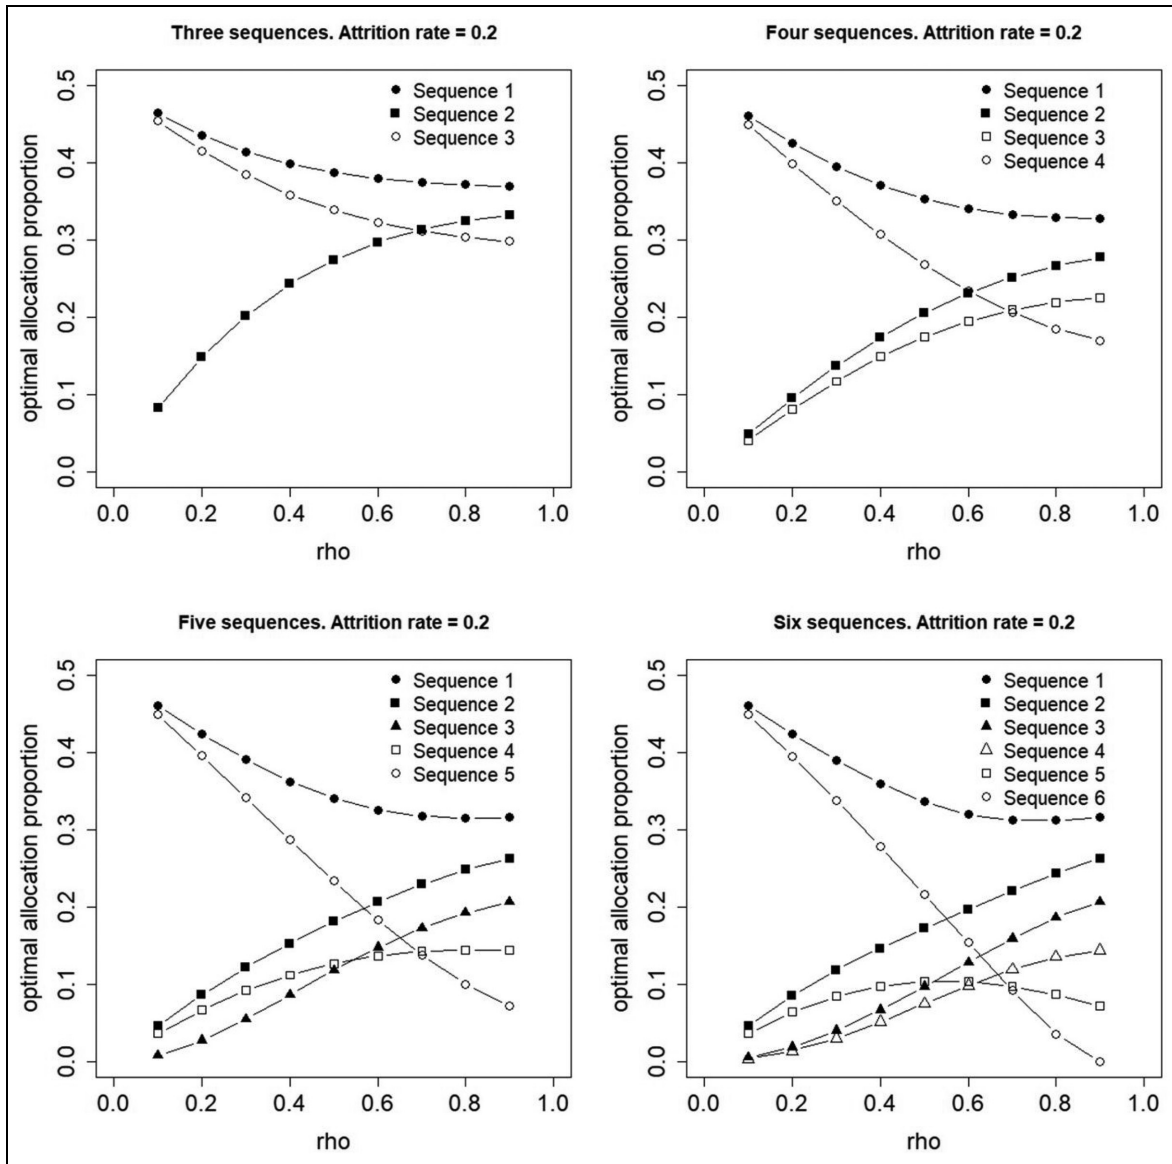 Three sequences. Attrition rate = 0.2
optimal allocation proportion
0.5
0.4
0.3
0.2
0.1
0.0
Sequence 1
Sequence 2
Sequence 3
0.0 0.2 0.4 0.6 0.8 1.0
rho
Four sequences. Attrition rate = 0.2
optimal allocation proportion
0.5
0.4
0.3
0.2
0.1
0.0
Sequence 1
Sequence 2
Sequence 3
Sequence 4
0.0 0.2 0.4 0.6 0.8 1.0
rho
Five sequences. Attrition rate = 0.2
optimal allocation proportion
0.5
0.4
0.3
0.2
0.1
0.0
Sequence 1
Sequence 2
Sequence 3
Sequence 4
Sequence 5
0.0 0.2 0.4 0.6 0.8 1.0
rho
Six sequences. Attrition rate = 0.2
optimal allocation proportion
0.5
0.4
0.3
0.2
0.1
0.0
Sequence 1
Sequence 2
Sequence 3
Sequence 4
Sequence 5
Sequence 6
0.0 0.2 0.4 0.6 0.8 1.0
rho